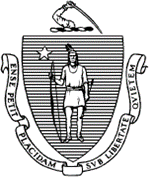 ENSE PETIT
PLACIDAM
SVB LIBERTATE
QVIETEM